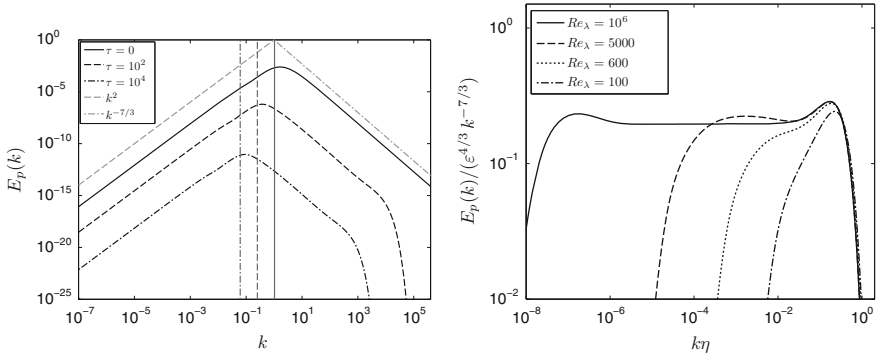 10^0
10^-5
10^-10
10^-15
10^-20
10^-25
E_p(k)
τ = 0
τ = 10^2
τ = 10^4
k^2
k^-7/3
10^-7 10^-5 10^-3 10^-1 10^1 10^3 10^5
k
10^0
10^-1
10^-2
E_p(k)/(ε^4/3 k^-7/3)
Re_λ = 10^6
Re_λ = 5000
Re_λ = 600
Re_λ = 100
10^-8 10^-6 10^-4 10^-2 10^0
kη